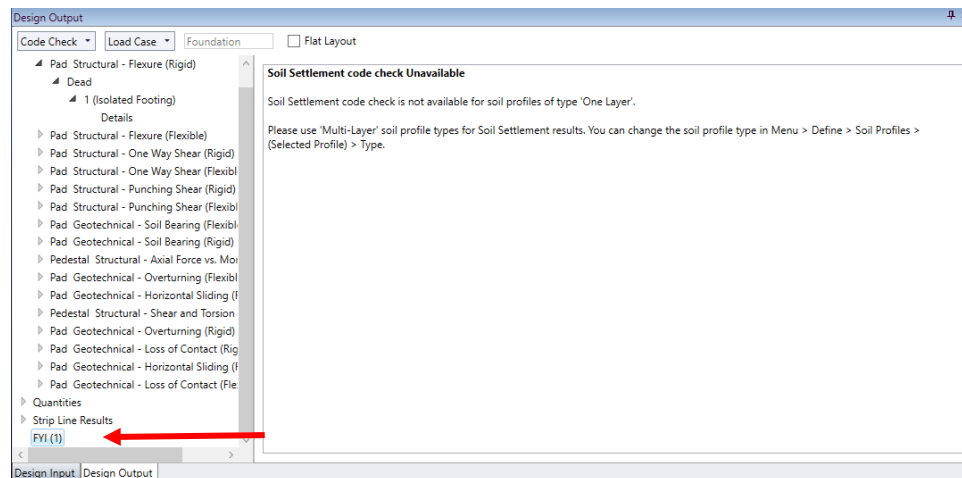 Design Output
Code Check Load Case Foundation Flat Layout
Pad Structural - Flexure (Rigid)
Dead
1 (Isolated Footing)
Details
Pad Structural - Flexure (Flexible)
Pad Structural - One Way Shear (Rigid)
Pad Structural - One Way Shear (Flexibl
Pad Structural - Punching Shear (Rigid)
Pad Structural - Punching Shear (Flexibl
Pad Geotechnical - Soil Bearing (Flexibl
Pad Geotechnical - Soil Bearing (Rigid)
Pedestal Structural - Axial Force vs. Mo
Pad Geotechnical - Overturning (Flexibl
Pad Geotechnical - Horizontal Sliding (F
Pedestal Structural - Shear and Torsion
Pad Geotechnical - Overturning (Rigid)
Pad Geotechnical - Loss of Contact (Rig
Pad Geotechnical - Horizontal Sliding (F
Pad Geotechnical - Loss of Contact (Fle
Quantities
Strip Line Results
FYI (1)
Soil Settlement code check Unavailable
Soil Settlement code check is not available for soil profiles of type 'One Layer'.
Please use 'Multi-Layer' soil profile types for Soil Settlement results. You can change the soil profile type in Menu > Define > Soil Profiles >
(Selected Profile) > Type.
Design Input Design Output